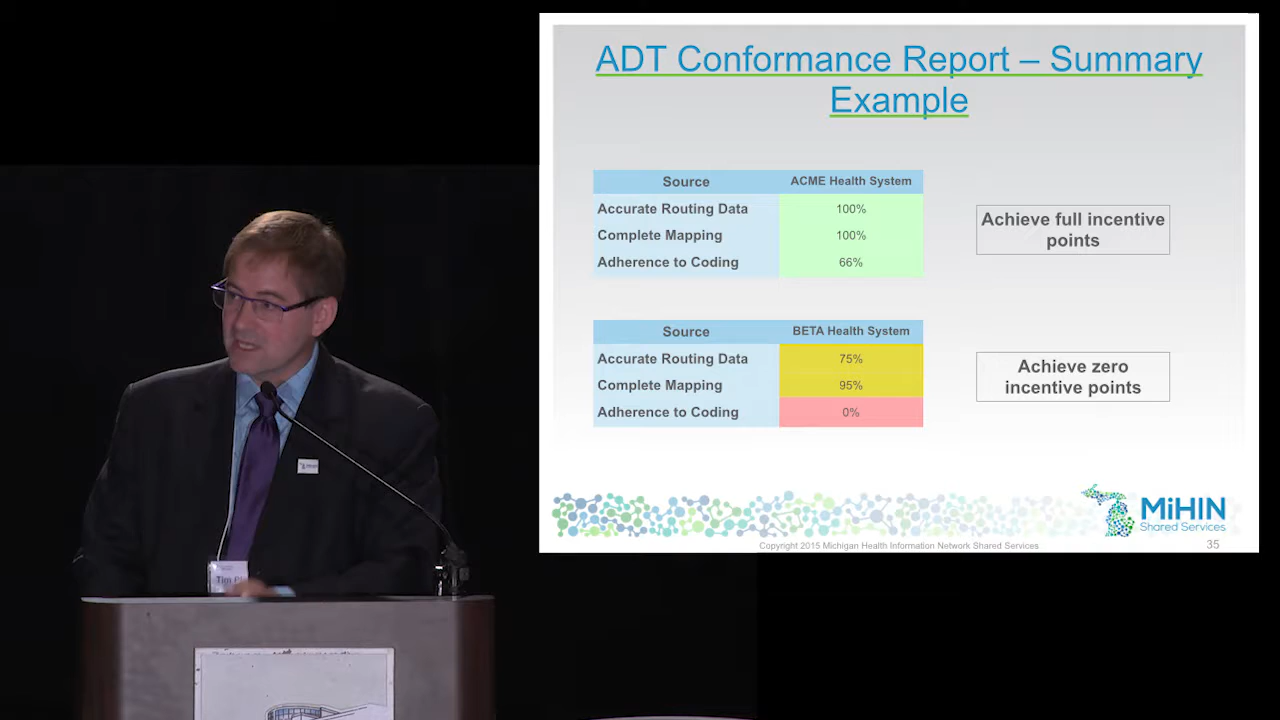 ADT Conformance Report – Summary
Example
Source ACME Health System
Accurate Routing Data 100%
Complete Mapping 100%
Adherence to Coding 66%
Achieve full incentive
points
Source BETA Health System
Accurate Routing Data 75%
Complete Mapping 95%
Adherence to Coding 0%
Achieve zero
incentive points
MiHIN
Shared Services
Copyright 2015 Michigan Health Information Network Shared Services
35
Tim